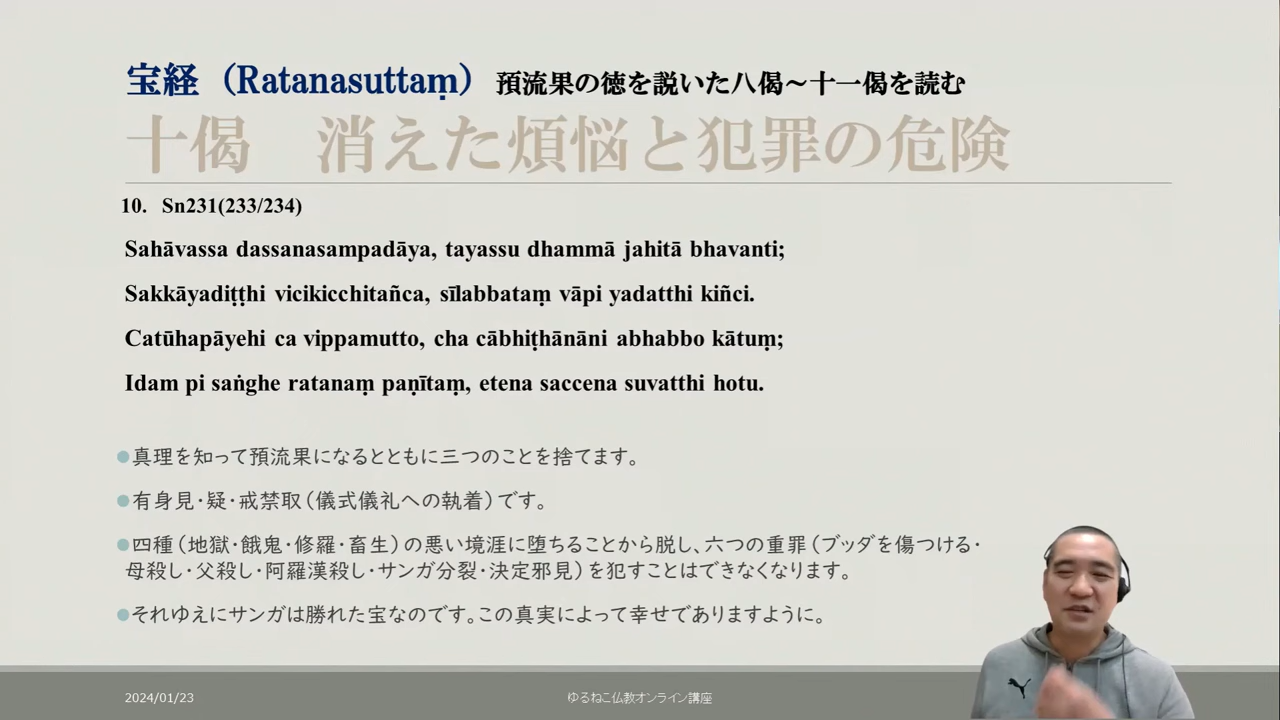 宝経（Ratanasuttaṃ）預流果の徳を説いた八偈～十一偈を読む
十偈　消えた煩悩と犯罪の危険
10. Sn231(233/234)
Sahāvassa dassanasampadāya, tayassu dhammā jahitā bhavanti;
Sakkāyadiṭṭhi vicikicchitañca, sīlabbataṃ vāpi yadatthi kiñci.
Catūhapāyehi ca vippamutto, cha cābhiṭhānāni abhabbo kātuṃ;
Idam pi saṅghe ratanaṃ paṇītaṃ, etena saccena suvatthi hotu.
●真理を知って預流果になるとともに三つのことを捨てます。
●有身見・疑・戒禁取（儀式儀礼への執着）です。
●四種（地獄・餓鬼・修羅・畜生）の悪い境涯に堕ちることから脱し、六つの重罪（ブッダを傷つける・
母殺し・父殺し・阿羅漢殺し・サンガ分裂・決定邪見）を犯すことはできなくなります。
●それゆえにサンガは勝れた宝なのです。この真実によって幸せでありますように。
2024/01/23
ゆるねこ仏教オンライン講座